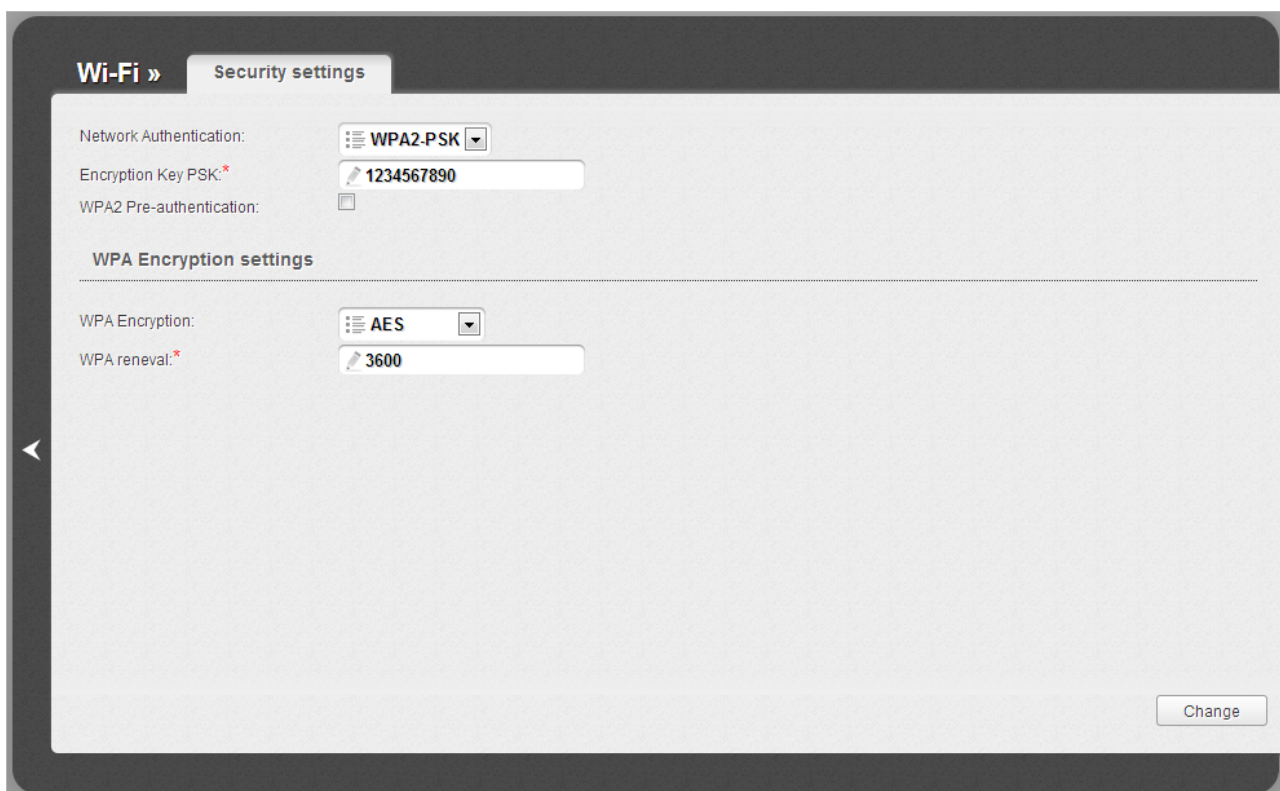 Wi-Fi » Security settings
Network Authentication: WPA2-PSK
Encryption Key PSK:* 1234567890
WPA2 Pre-authentication:
WPA Encryption settings
WPA Encryption: AES
WPA reneval:* 3600
Change